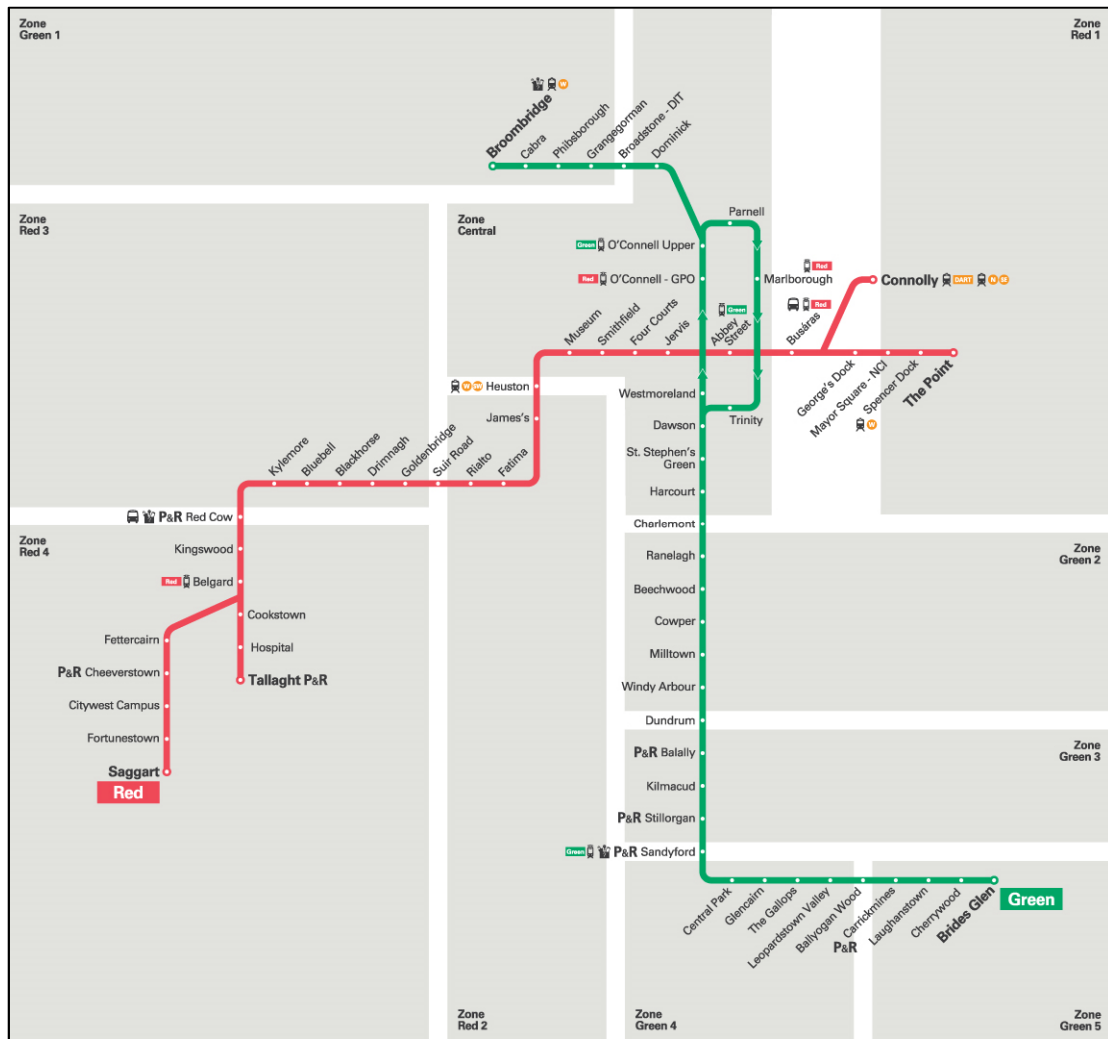 Zone
Green 1
Zone
Red 1
W
Broombridge
Cabra
Phibsborough
Grangegorman
Broadstone - DIT
Dominick
Zone
Red 3
Zone
Central
Parnell
Green O'Connell Upper
Red O'Connell - GPO
Marlborough
Red
Connolly DART N SE
Red
Green
Museum
Smithfield
Four Courts
Jervis
Abbey
Street
Busáras
George's Dock
Mayor Square - NCI
W
Spencer Dock
The Point
W SW Heuston
James's
Westmoreland
Trinity
Dawson
St. Stephen's
Green
Harcourt
Charlemont
Kylemore
Bluebell
Blackhorse
Drimnagh
Goldenbridge
Suir Road
Rialto
Fatima
P&R Red Cow
Zone
Red 4
Kingswood
Red Belgard
Cookstown
Hospital
Tallaght P&R
Fettercairn
P&R Cheeverstown
Citywest Campus
Fortunestown
Saggart
Red
Zone
Green 2
Ranelagh
Beechwood
Cowper
Milltown
Windy Arbour
Dundrum
Zone
Green 3
P&R Balally
Kilmacud
P&R Stillorgan
Green P&R Sandyford
Central Park
Glencairn
The Gallops
Leopardstown Valley
Ballyogan Wood
Carrickmines
P&R
Laughanstown
Cherrywood
Brides Glen
Green
Zone
Red 2
Zone
Green 4
Zone
Green 5